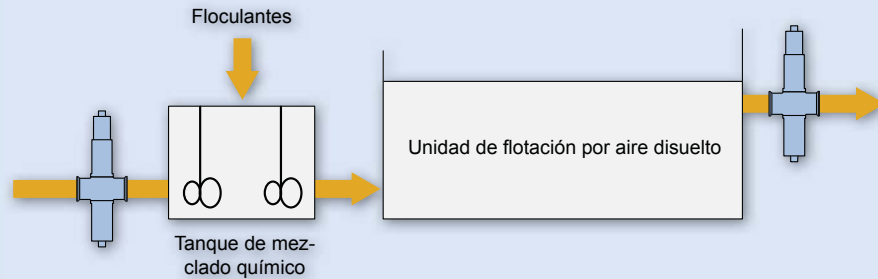 Floculantes
Unidad de flotación por aire disuelto
Tanque de mez-
clado químico